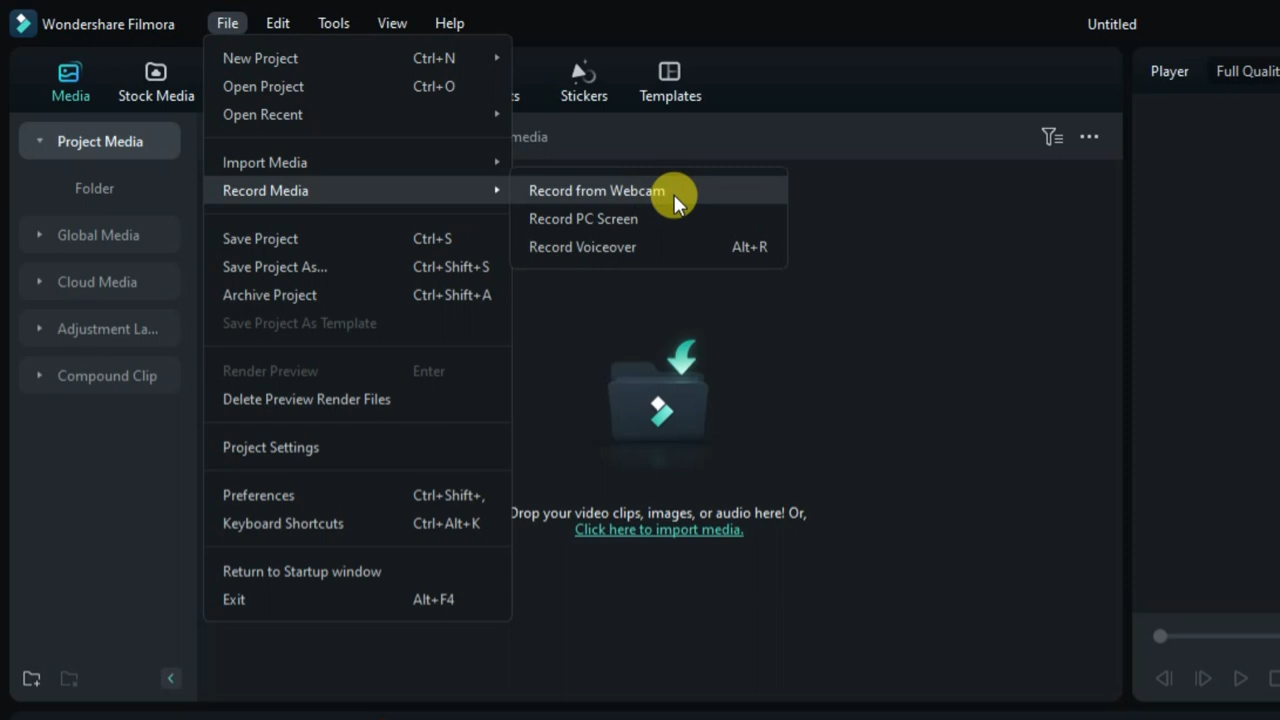 Wondershare Filmora
File Edit Tools View Help
Untitled
Media Stock Media Stickers Templates
Player Full Qualit
Project Media
Folder
Global Media
Cloud Media
Adjustment La...
Compound Clip
New Project Ctrl+N
Open Project Ctrl+O
Open Recent
Import Media
Record Media
Save Project Ctrl+S
Save Project As... Ctrl+Shift+S
Archive Project Ctrl+Shift+A
Save Project As Template
Render Preview Enter
Delete Preview Render Files
Project Settings
Preferences Ctrl+Shift+,
Keyboard Shortcuts Ctrl+Alt+K
Return to Startup window
Exit Alt+F4
media
Record from Webcam
Record PC Screen
Record Voiceover Alt+R
Drop your video clips, images, or audio here! Or,
Click here to import media.